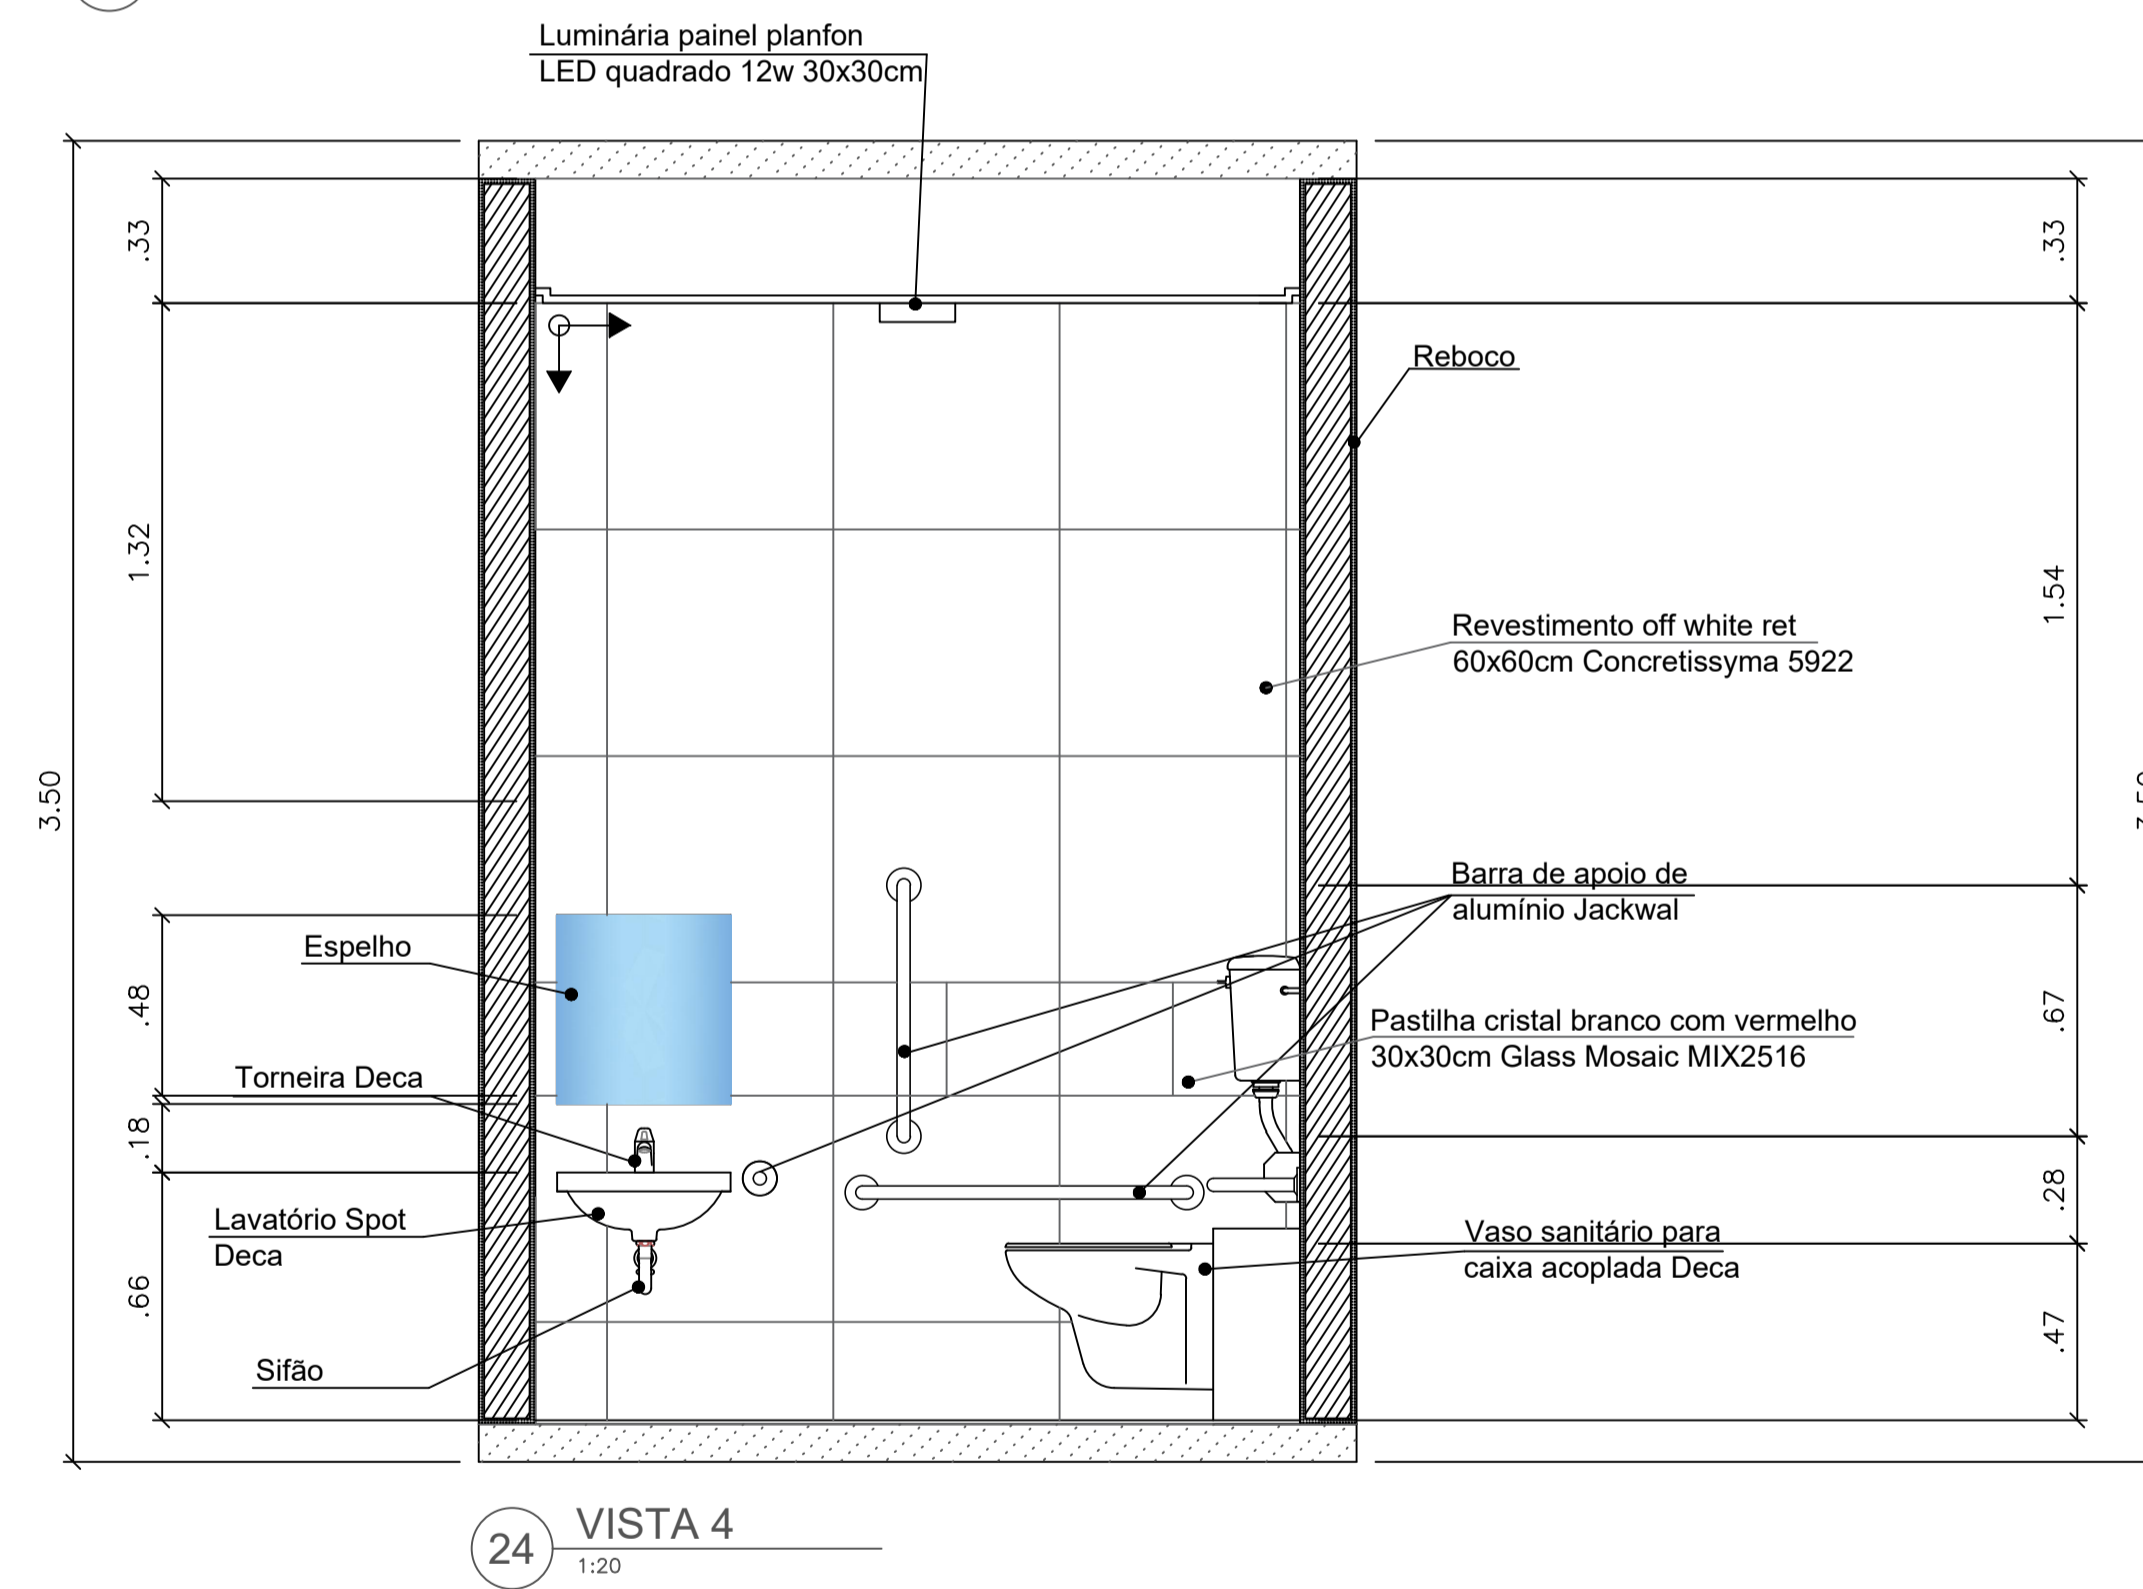 Luminária painel planfon
LED quadrado 12w 30x30cm
.33
.33
Reboco
1.32
1.54
Revestimento off white ret
60x60cm Concretissyma 5922
3.50
Barra de apoio de
alumínio Jackwal
Espelho
.48
.67
Pastilha cristal branco com vermelho
30x30cm Glass Mosaic MIX2516
Torneira Deca
.18
.28
Lavatório Spot
Deca
Vaso sanitário para
caixa acoplada Deca
.66
.47
Sifão
24
VISTA 4
1:20